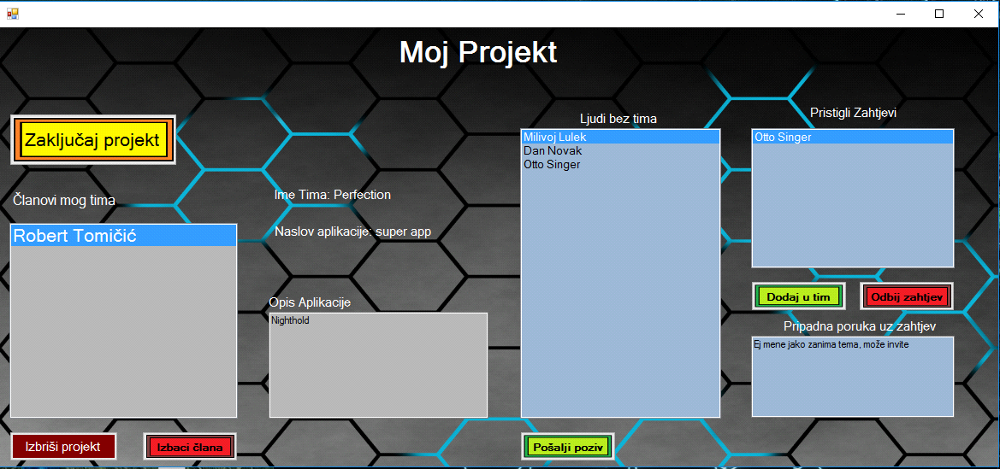 Moj Projekt
Zaključaj projekt
Članovi mog tima
Robert Tomičić
Izbriši projekt
Izbaci člana
Ime Tima: Perfection
Naslov aplikacije: super app
Opis Aplikacije
Nighthold
Ljudi bez tima
Milivoj Lulek
Dan Novak
Otto Singer
Pošalji poziv
Pristigli Zahtjevi
Otto Singer
Dodaj u tim
Odbij zahtjev
Pripadna poruka uz zahtjev
Ej mene jako zanima tema, može invite